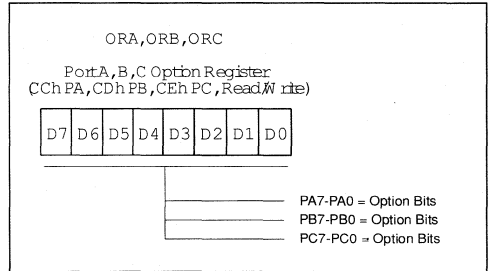 ORA,ORB,ORC
Port A,B,C Option Register
(CCh PA, CDh PB, CEh PC, Read/Write)
D7 D6 D5 D4 D3 D2 D1 D0
PA7-PA0 = Option Bits
PB7-PB0 = Option Bits
PC7-PC0 = Option Bits